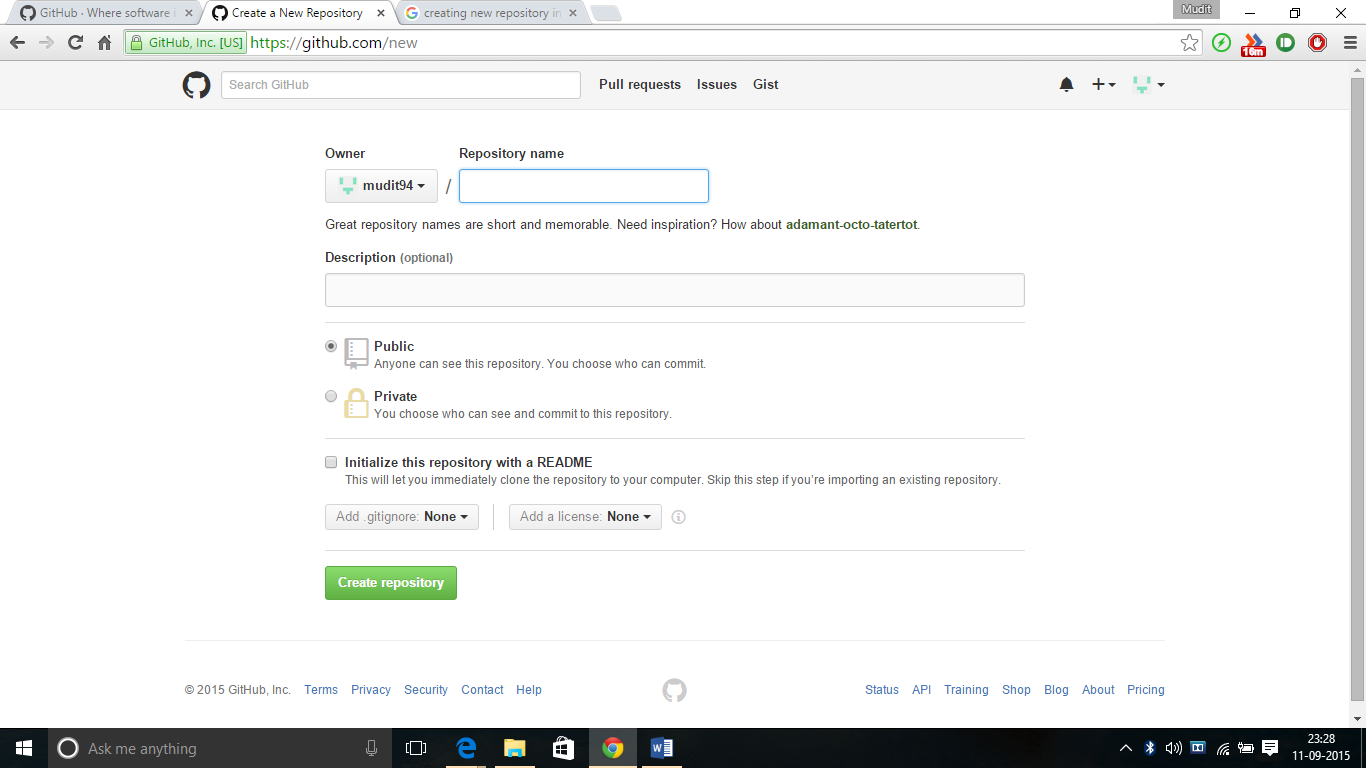 GitHub · Where software i
Create a New Repository
creating new repository in
Mudit
GitHub, Inc. [US] https://github.com/new
16m
Search GitHub
Pull requests Issues Gist
Owner Repository name
mudit94 /
Great repository names are short and memorable. Need inspiration? How about adamant-octo-tatertot.
Description (optional)
Public
Anyone can see this repository. You choose who can commit.
Private
You choose who can see and commit to this repository.
Initialize this repository with a README
This will let you immediately clone the repository to your computer. Skip this step if you're importing an existing repository.
Add .gitignore: None Add a license: None
Create repository
© 2015 GitHub, Inc. Terms Privacy Security Contact Help Status API Training Shop Blog About Pricing
Ask me anything
23:28
11-09-2015